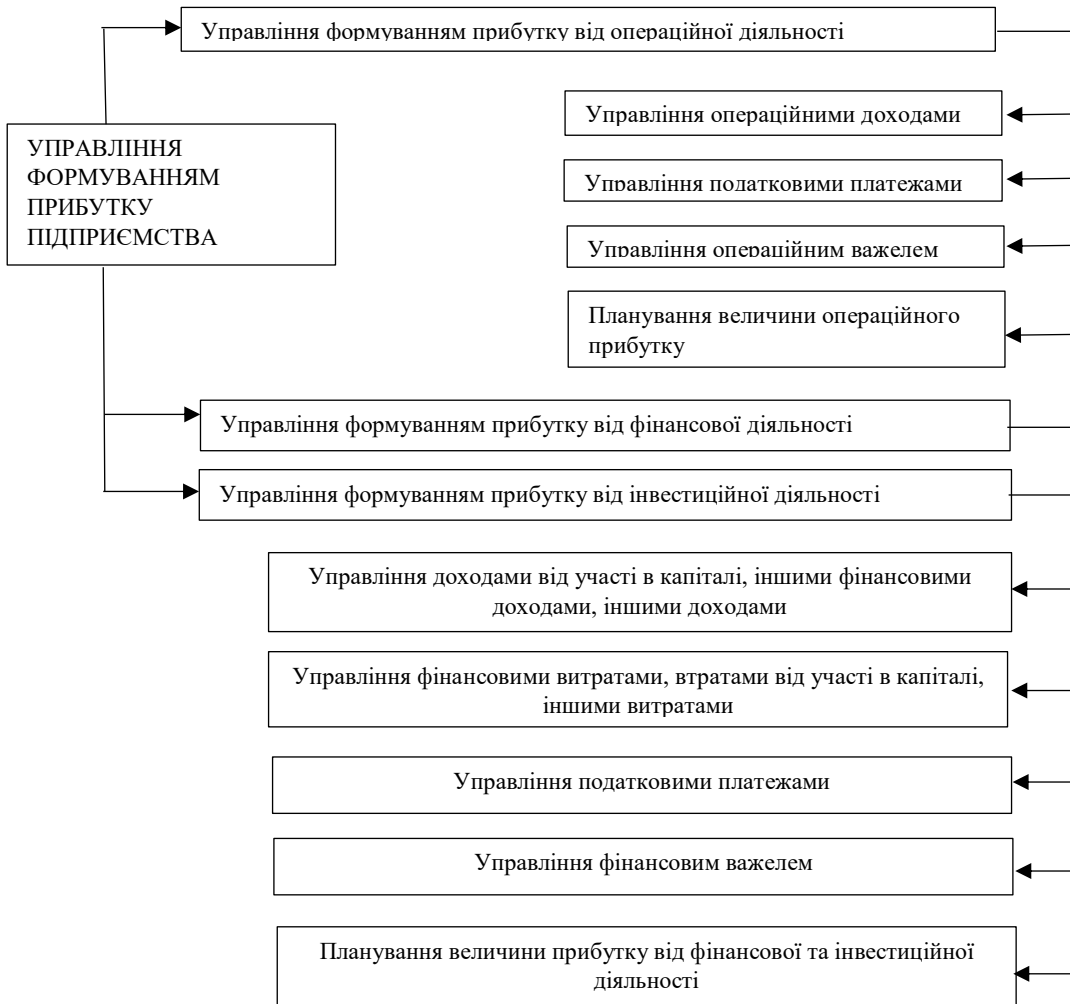 Управління формуванням прибутку від операційної діяльності
Управління операційними доходами
УПРАВЛІННЯ
ФОРМУВАННЯМ
ПРИБУТКУ
ПІДПРИЄМСТВА
Управління податковими платежами
Управління операційним важелем
Планування величини операційного
прибутку
Управління формуванням прибутку від фінансової діяльності
Управління формуванням прибутку від інвестиційної діяльності
Управління доходами від участі в капіталі, іншими фінансовими
доходами, іншими доходами
Управління фінансовими витратами, втратами від участі в капіталі,
іншими витратами
Управління податковими платежами
Управління фінансовим важелем
Планування величини прибутку від фінансової та інвестиційної
діяльності